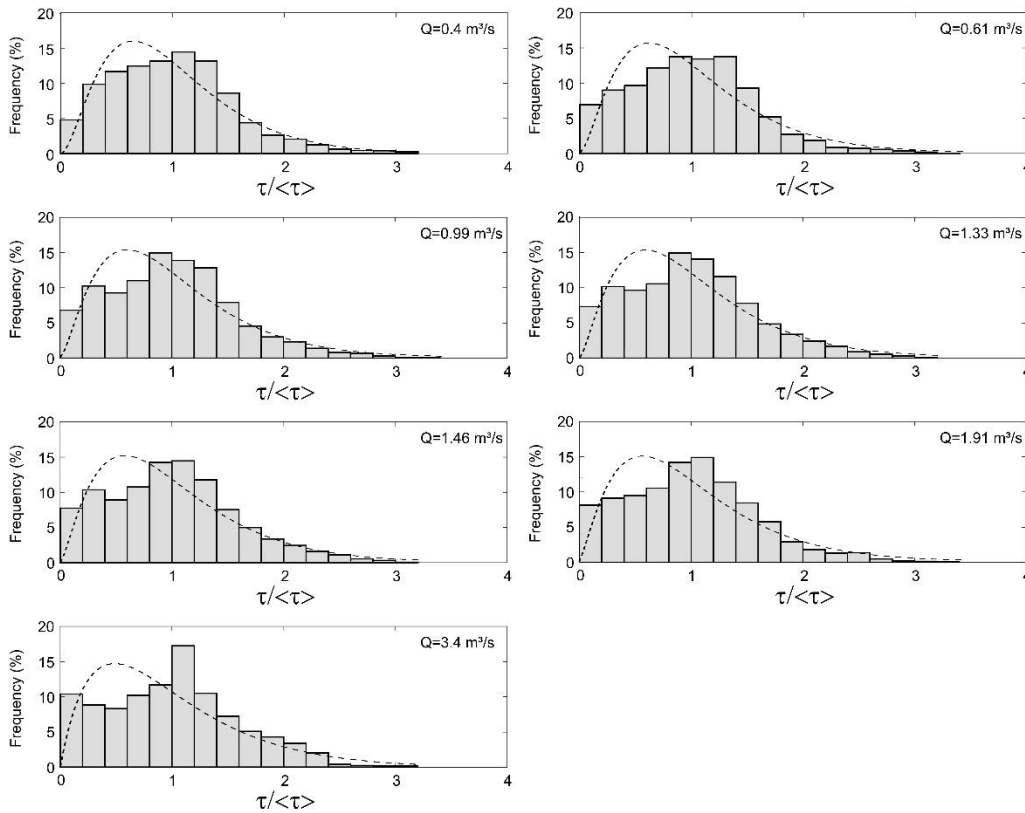 Q=0.4 m³/s
Frequency (%)
20
15
10
5
0
0 1 2 3 4
τ/<τ>
Q=0.61 m³/s
Frequency (%)
20
15
10
5
0
0 1 2 3 4
τ/<τ>
Q=0.99 m³/s
Frequency (%)
20
15
10
5
0
0 1 2 3 4
τ/<τ>
Q=1.33 m³/s
Frequency (%)
20
15
10
5
0
0 1 2 3 4
τ/<τ>
Q=1.46 m³/s
Frequency (%)
20
15
10
5
0
0 1 2 3 4
τ/<τ>
Q=1.91 m³/s
Frequency (%)
20
15
10
5
0
0 1 2 3 4
τ/<τ>
Q=3.4 m³/s
Frequency (%)
20
15
10
5
0
0 1 2 3 4
τ/<τ>